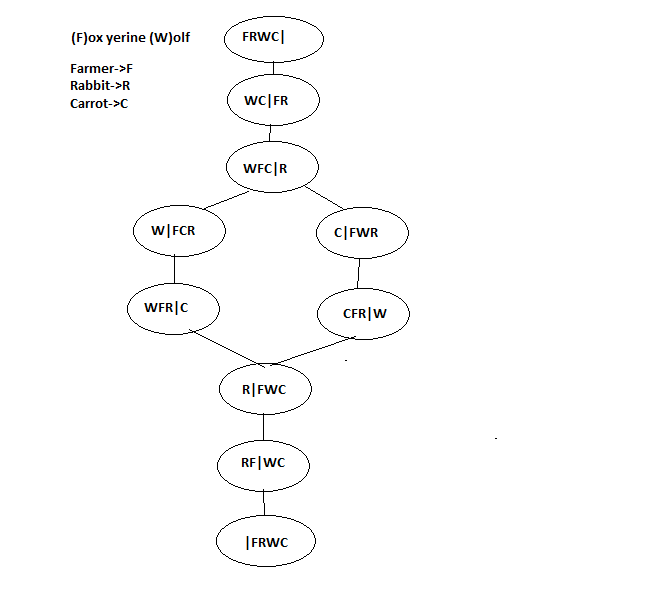 (F)ox yerine (W)olf
Farmer->F
Rabbit->R
Carrot->C
FRWC|
WC|FR
WFC|R
W|FCR
C|FWR
WFR|C
CFR|W
R|FWC
RF|WC
|FRWC